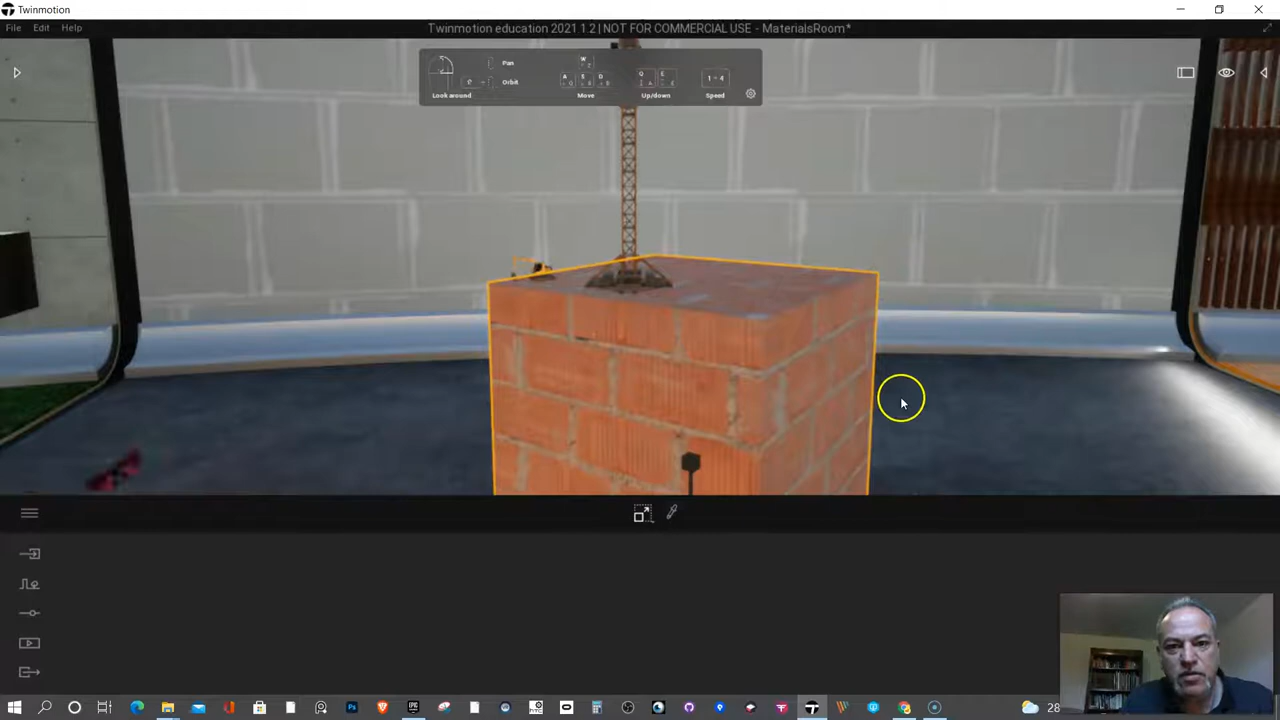 Twinmotion
File Edit Help
Twinmotion education 2021.1.2 | NOT FOR COMMERCIAL USE - MaterialsRoom*
Pan
W
Orbit
A S D
Q E
1 ~ 4
Look around
Move
Up/down
Speed
28